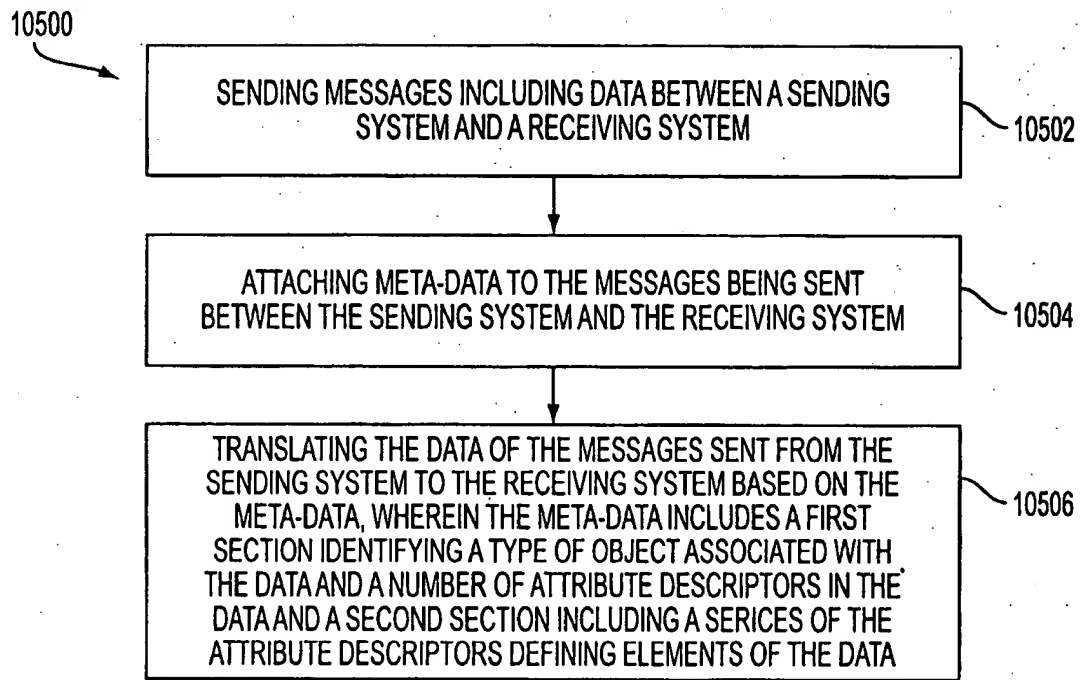 10500
SENDING MESSAGES INCLUDING DATA BETWEEN A SENDING
SYSTEM AND A RECEIVING SYSTEM
10502
ATTACHING META-DATA TO THE MESSAGES BEING SENT
BETWEEN THE SENDING SYSTEM AND THE RECEIVING SYSTEM
10504
TRANSLATING THE DATA OF THE MESSAGES SENT FROM THE
SENDING SYSTEM TO THE RECEIVING SYSTEM BASED ON THE
META-DATA, WHEREIN THE META-DATA INCLUDES A FIRST
SECTION IDENTIFYING A TYPE OF OBJECT ASSOCIATED WITH
THE DATA AND A NUMBER OF ATTRIBUTE DESCRIPTORS IN THE
DATA AND A SECOND SECTION INCLUDING A SERICES OF THE
ATTRIBUTE DESCRIPTORS DEFINING ELEMENTS OF THE DATA
10506